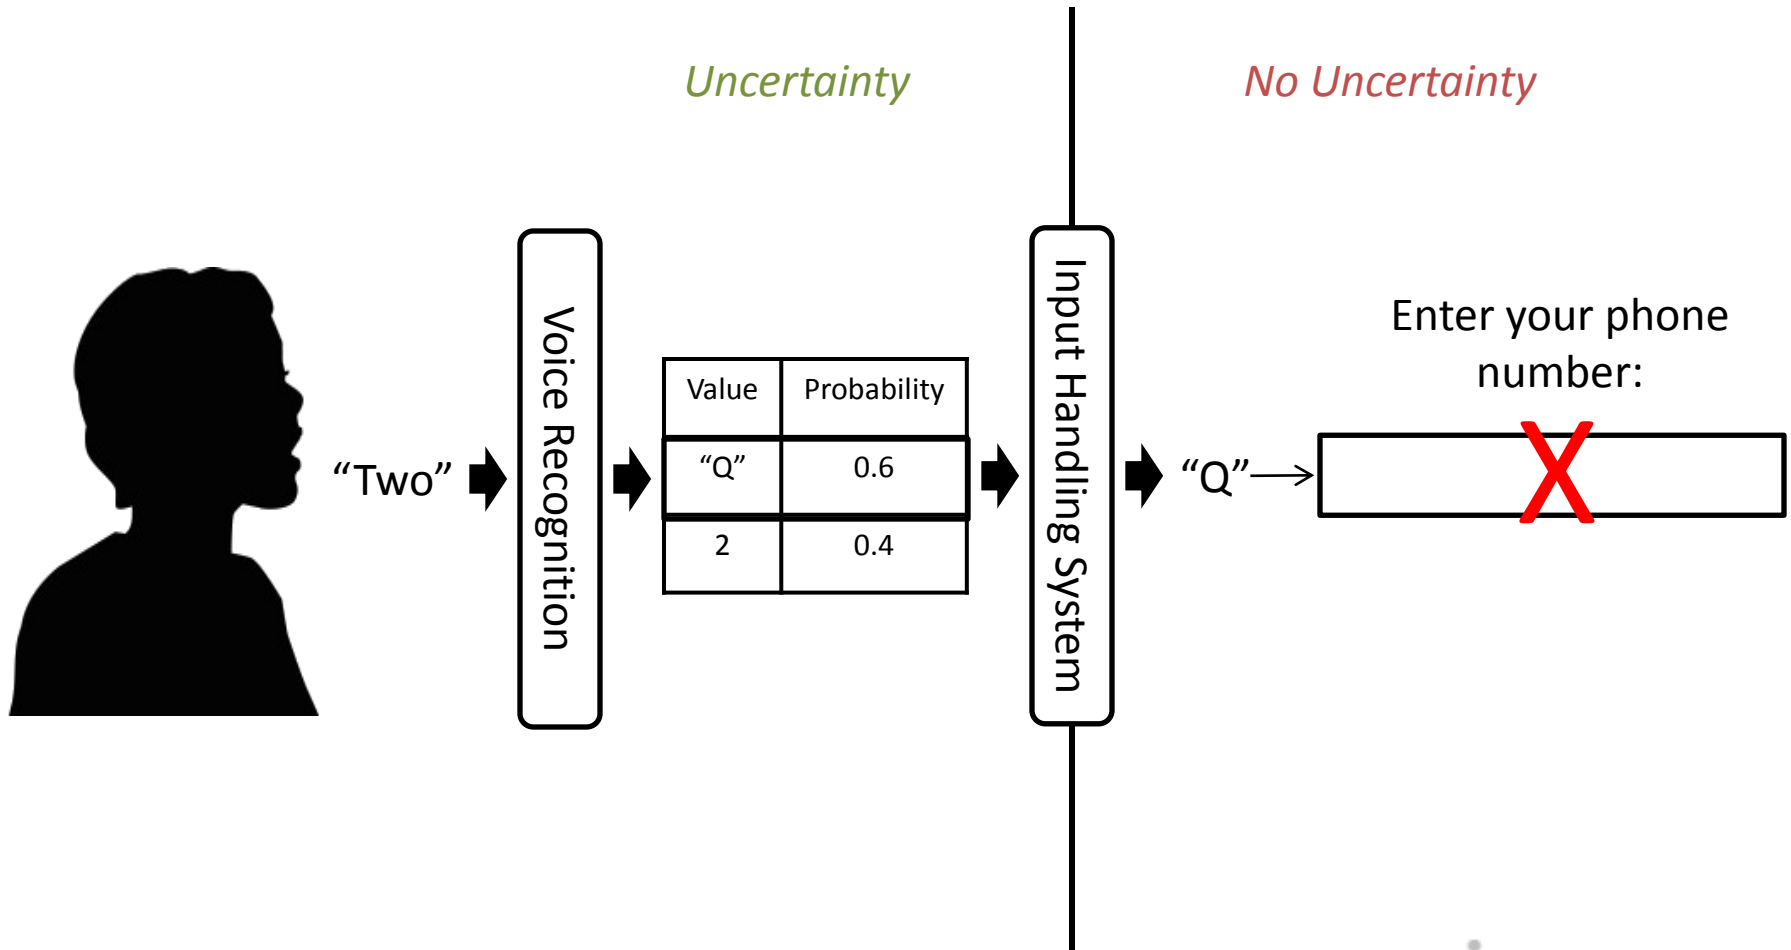 Uncertainty
No Uncertainty
“Two”
Voice Recognition
Value Probability
“Q” 0.6
2 0.4
Input Handling System
“Q”
Enter your phone
number:
X